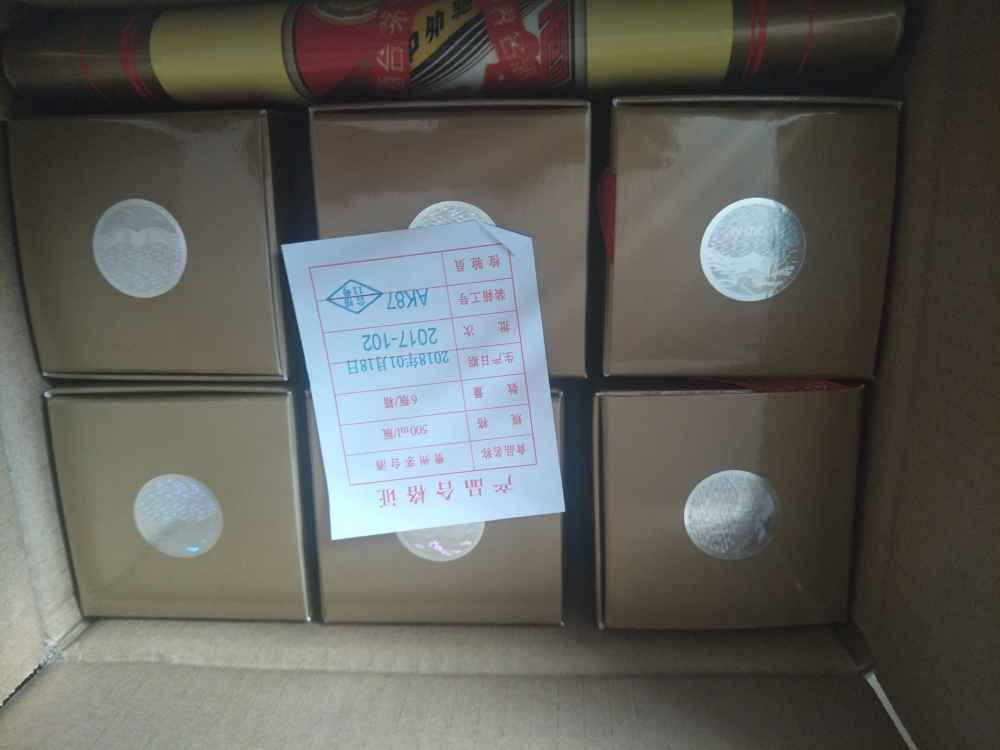 产品合格证
食品名称 贵州茅台酒
规格 500ml/瓶
数量 6瓶/箱
生产日期 2018年01月18日
批次 2017-102
装箱工号 AK87
检验员 合格